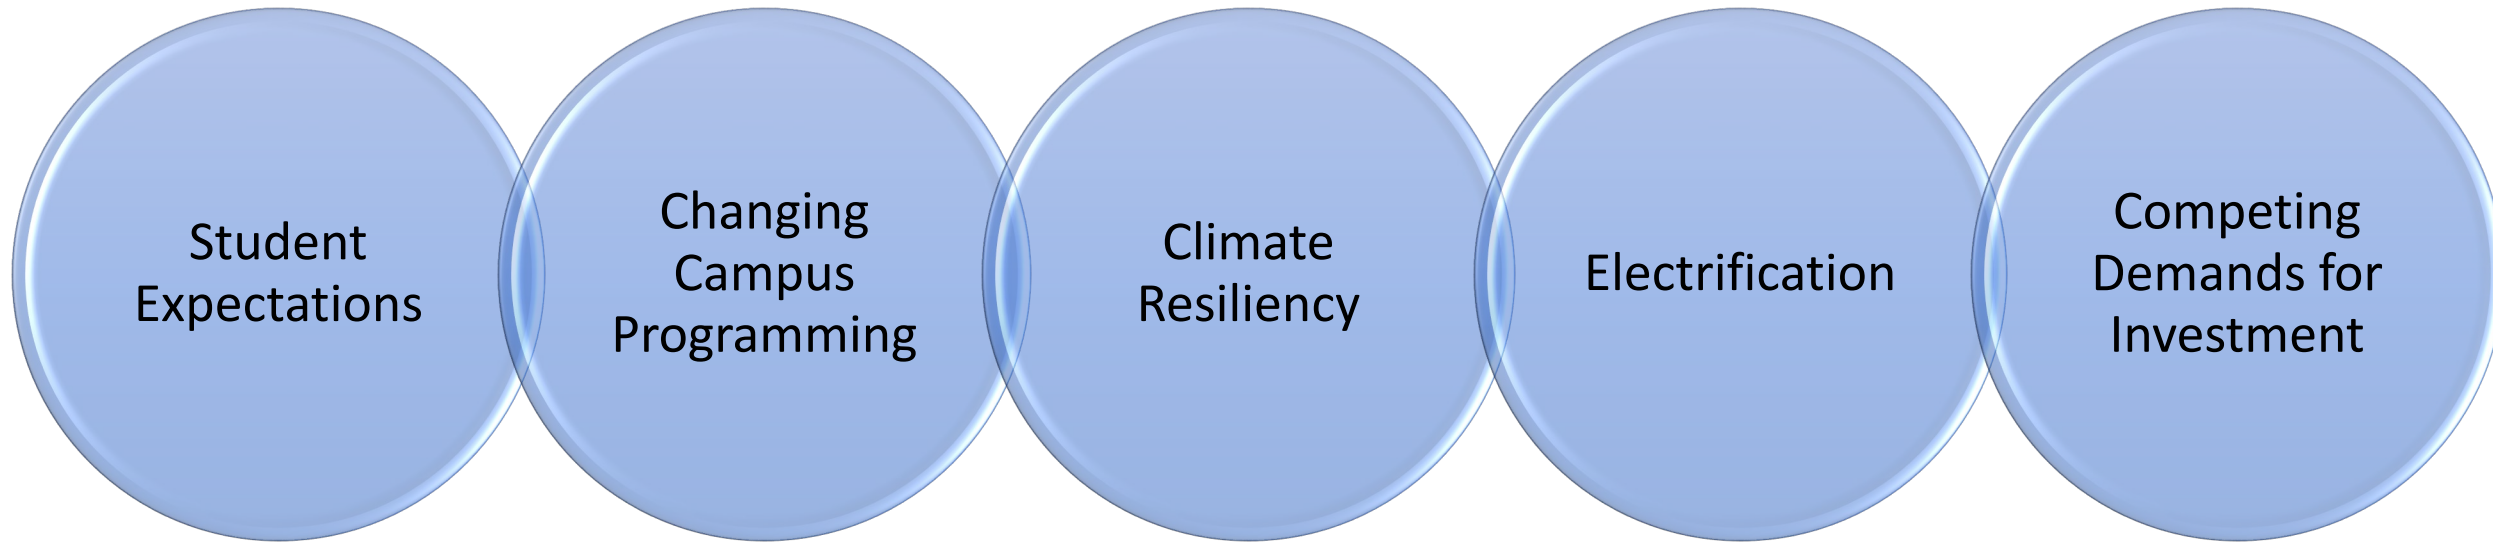 Student
Expectations
Changing
Campus
Programming
Climate
Resiliency
Electrification
Competing
Demands for
Investment